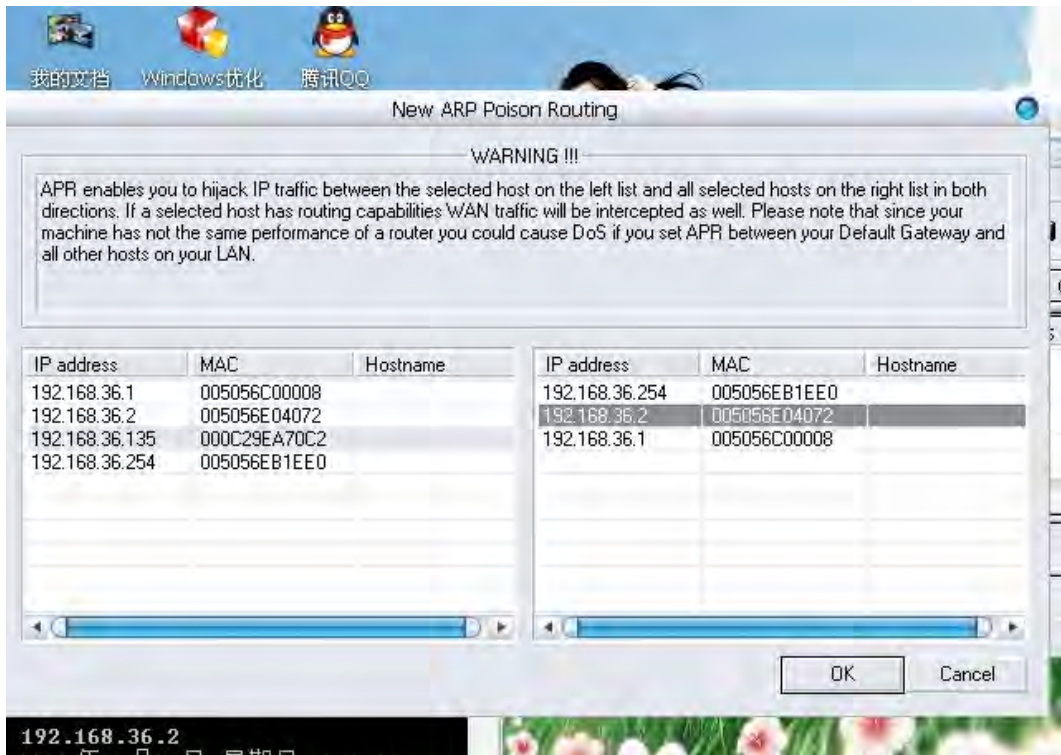 我的文档 Windows优化 腾讯QQ
New ARP Poison Routing
WARNING !!!
APR enables you to hijack IP traffic between the selected host on the left list and all selected hosts on the right list in both
directions. If a selected host has routing capabilities WAN traffic will be intercepted as well. Please note that since your
machine has not the same performance of a router you could cause DoS if you set APR between your Default Gateway and
all other hosts on your LAN.
IP address MAC Hostname
192.168.36.1 005056C00008
192.168.36.2 005056E04072
192.168.36.135 000C29EA70C2
192.168.36.254 005056EB1EE0
IP address MAC Hostname
192.168.36.254 005056EB1EE0
192.168.36.2 005056E04072
192.168.36.1 005056C00008
OK Cancel
192.168.36.2